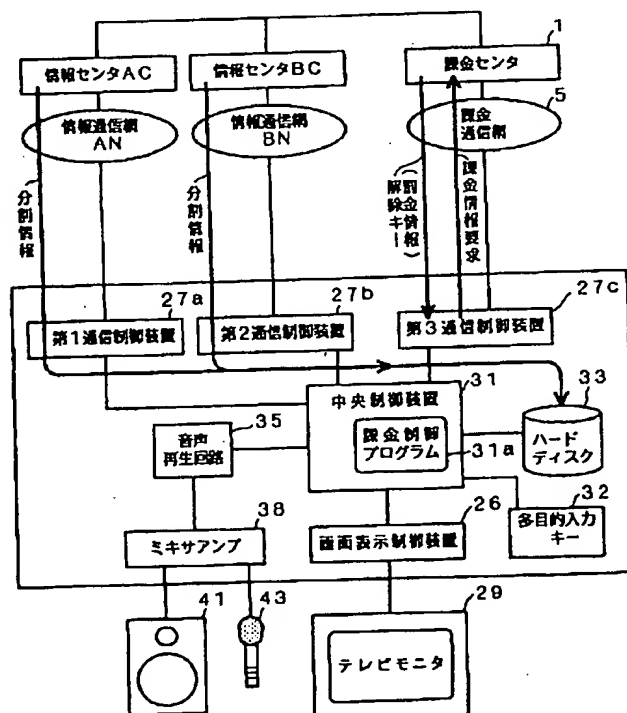 1
情報センタAC
情報センタBC
課金センタ
5
情報通信網
AN
情報通信網
BN
課金
通信網
分割情報
分割情報
(課金情報)
解除キー
課金情報要求
27a
27b
27c
第1通信制御装置
第2通信制御装置
第3通信制御装置
31
33
中央制御装置
35
音声
再生回路
課金制御
プログラム
31a
ハード
ディスク
38
26
32
ミキサアンプ
画面表示制御装置
多目的入力
キー
41
43
29
テレビモニタ